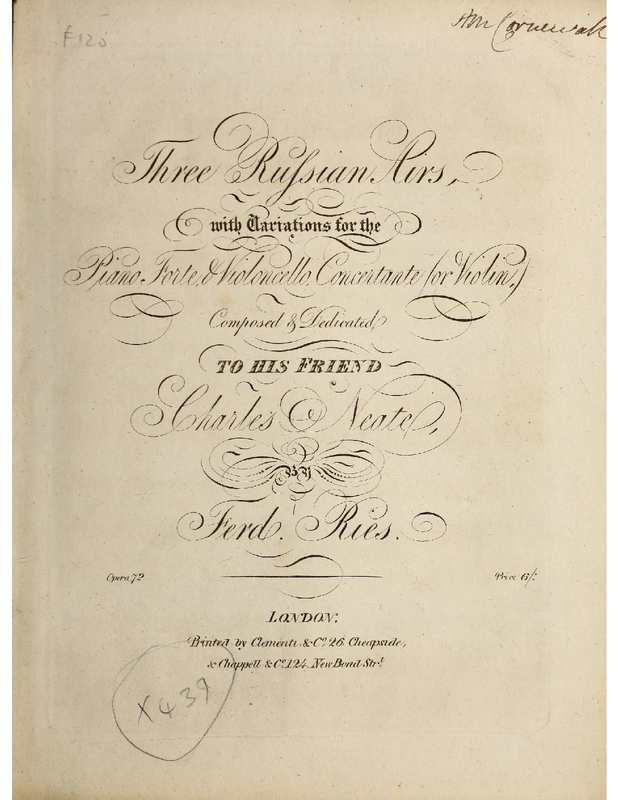 £120
Three Ruſsian Airs,
with Variations for the
Piano Forte, & Violoncello, Concertante (or Violin,)
Composed & Dedicated
TO HIS FRIEND
Charles Neate,
By
Ferd. Ries.
Opera 72 Price 6/.
LONDON:
Printed by Clementi & Co. 26, Cheapside,
& Chappell & Co. 124, New Bond Strt.
X439